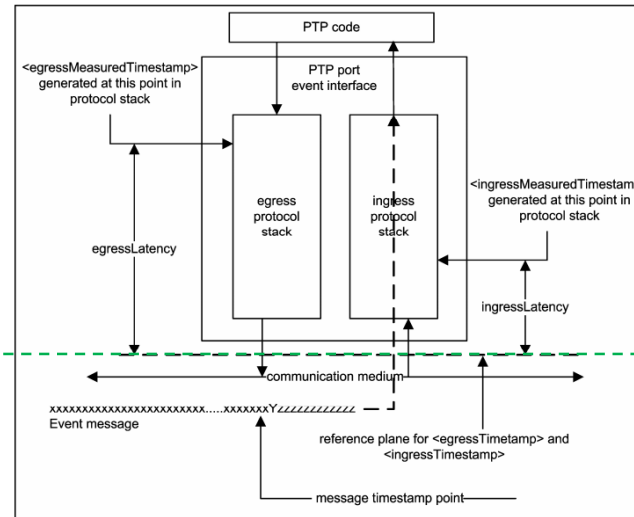 PTP code
<egressMeasuredTimestamp>
generated at this point in
protocol stack
PTP port
event interface
egress
protocol
stack
ingress
protocol
stack
<ingressMeasuredTimestam
generated at this point in
protocol stack
egressLatency
ingressLatency
communication medium
xxxxxxxxxxxxxxxxxxxxxxxx.....xxxxxxxYzzzzzzzzzzzz
Event message
reference plane for <egressTimetamp> and
<ingressTimestamp>
message timestamp point